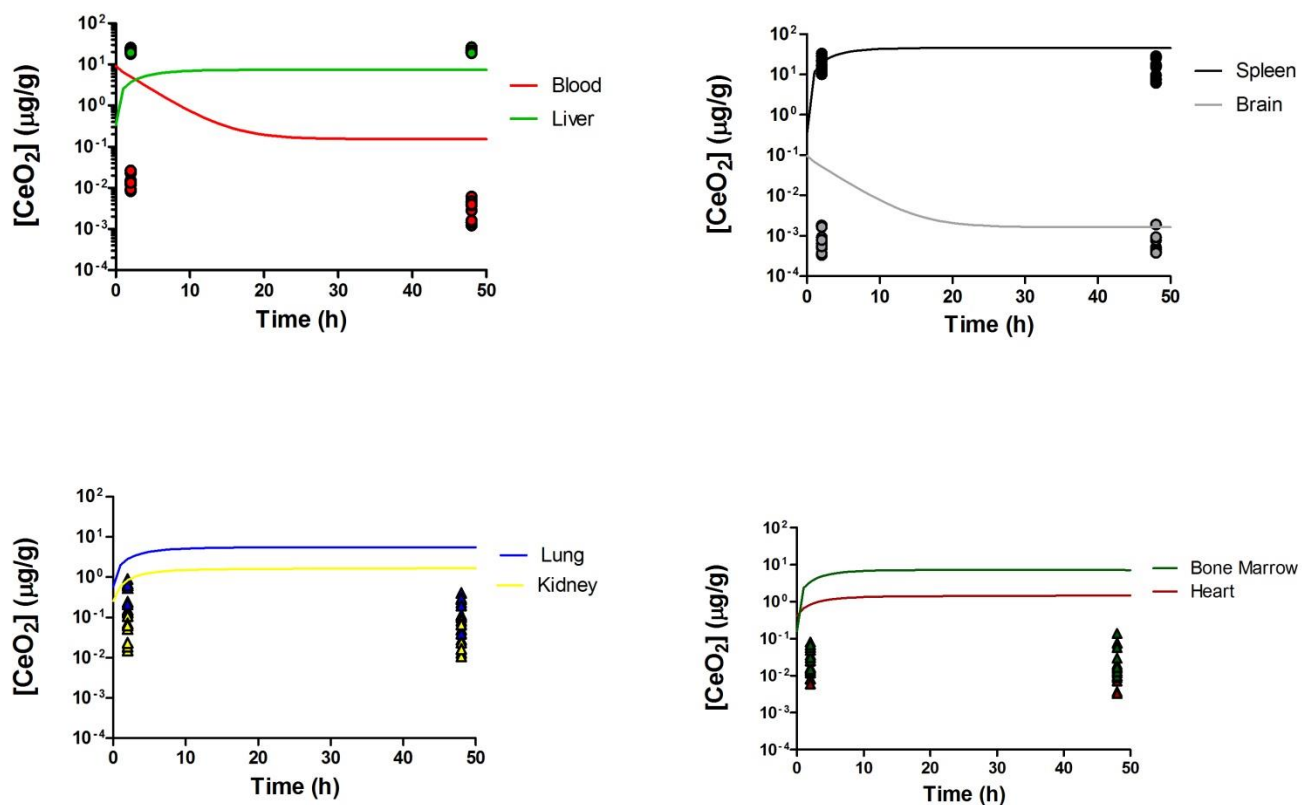 [CeO₂] (µg/g)
10²
10¹
10⁰
10⁻¹
10⁻²
10⁻³
10⁻⁴
0 10 20 30 40 50
Time (h)
Blood
Liver
[CeO₂] (µg/g)
10²
10¹
10⁰
10⁻¹
10⁻²
10⁻³
10⁻⁴
0 10 20 30 40 50
Time (h)
Spleen
Brain
[CeO₂] (µg/g)
10²
10¹
10⁰
10⁻¹
10⁻²
10⁻³
10⁻⁴
0 10 20 30 40 50
Time (h)
Lung
Kidney
[CeO₂] (µg/g)
10²
10¹
10⁰
10⁻¹
10⁻²
10⁻³
10⁻⁴
0 10 20 30 40 50
Time (h)
Bone Marrow
Heart